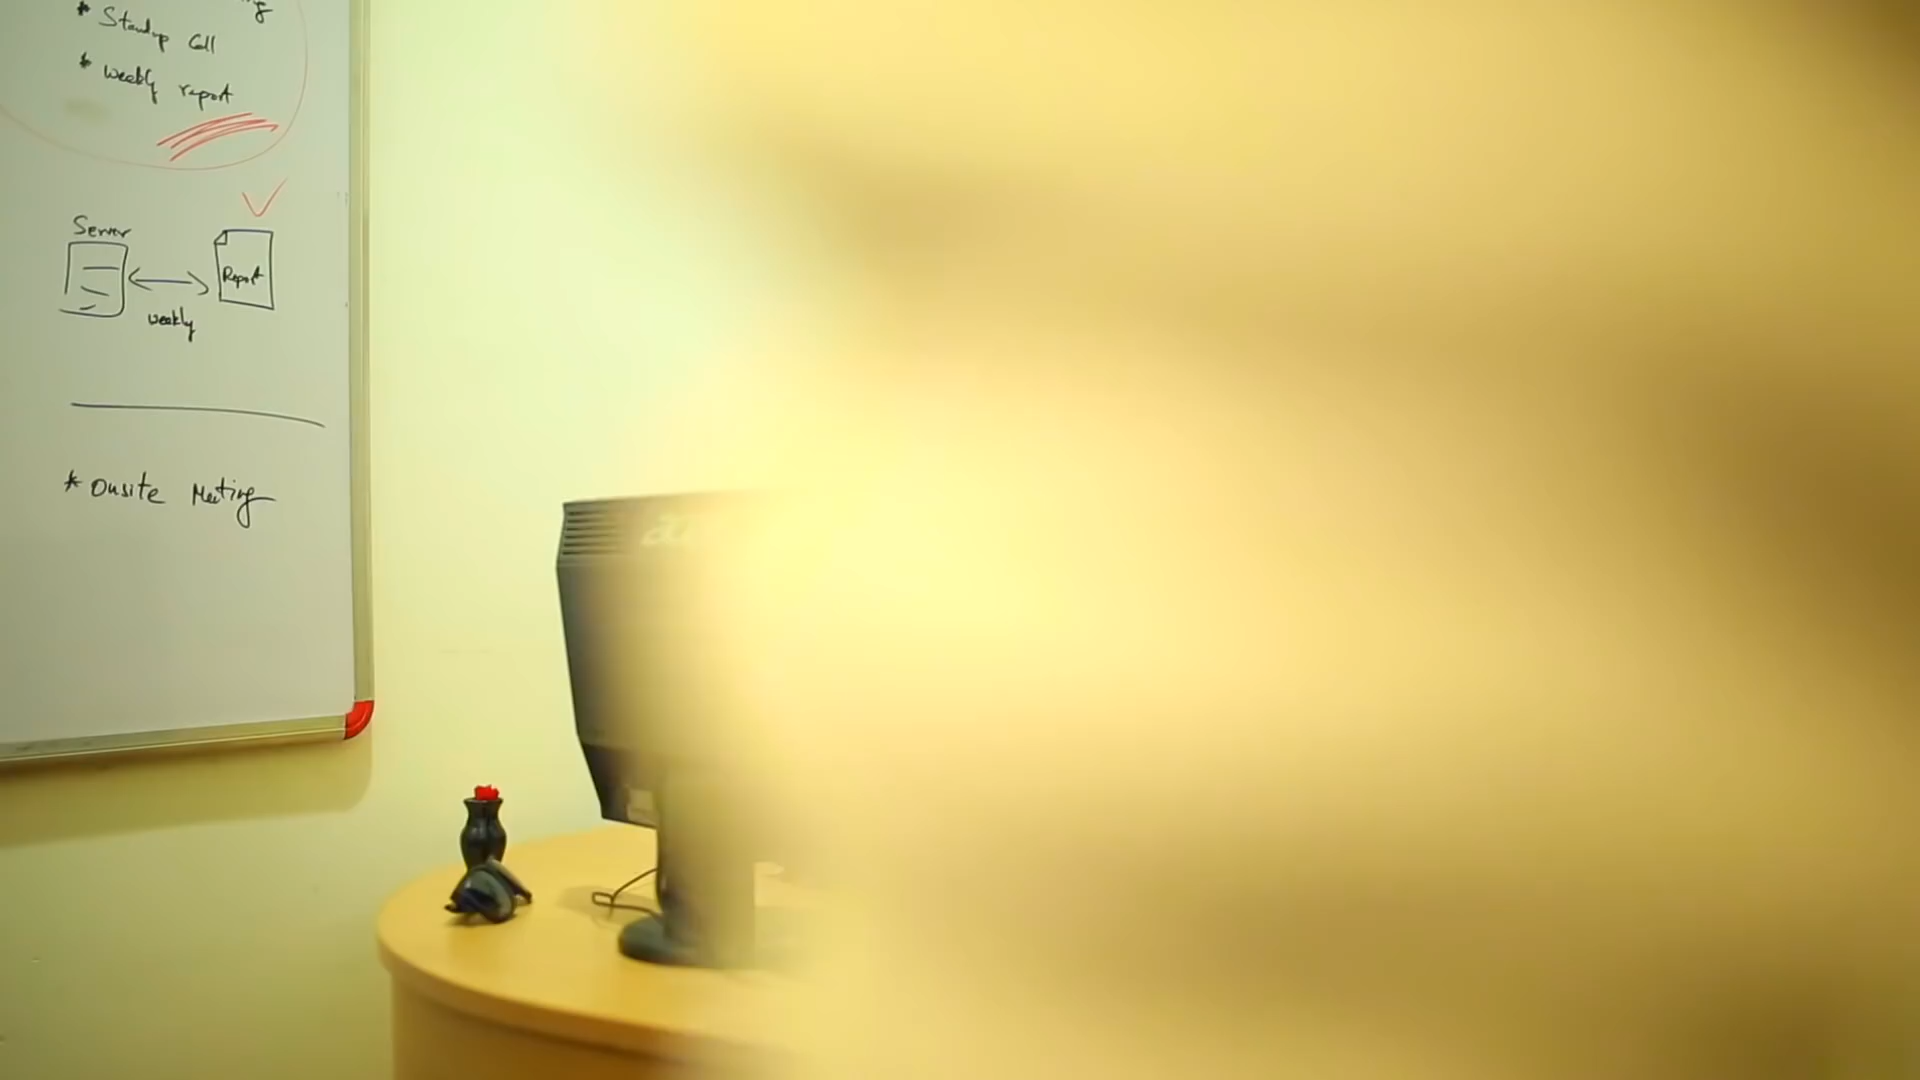 * Standup Call
* Weekly report
Server
Report
weekly
* Onsite Meeting